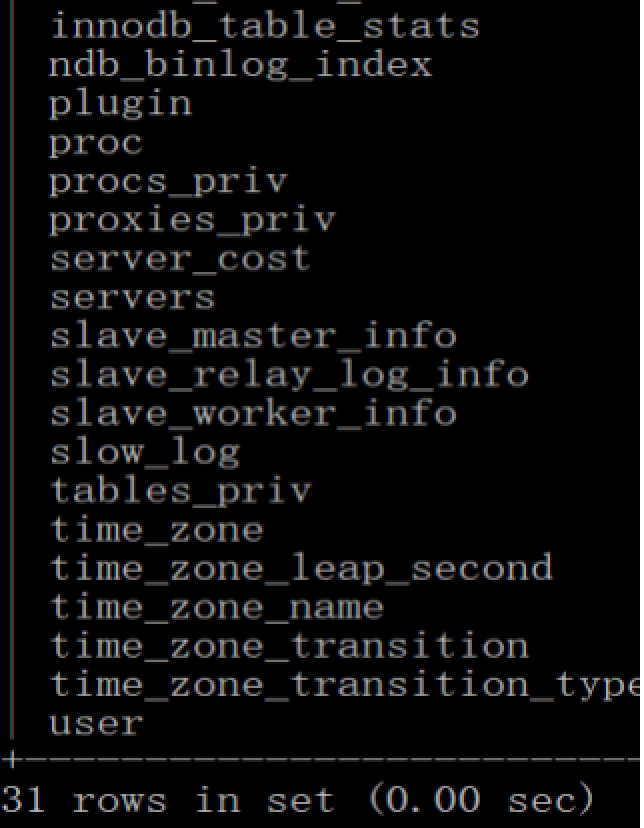 innodb_table_stats
ndb_binlog_index
plugin
proc
procs_priv
proxies_priv
server_cost
servers
slave_master_info
slave_relay_log_info
slave_worker_info
slow_log
tables_priv
time_zone
time_zone_leap_second
time_zone_name
time_zone_transition
time_zone_transition_type
user
+--------------------------
31 rows in set (0.00 sec)